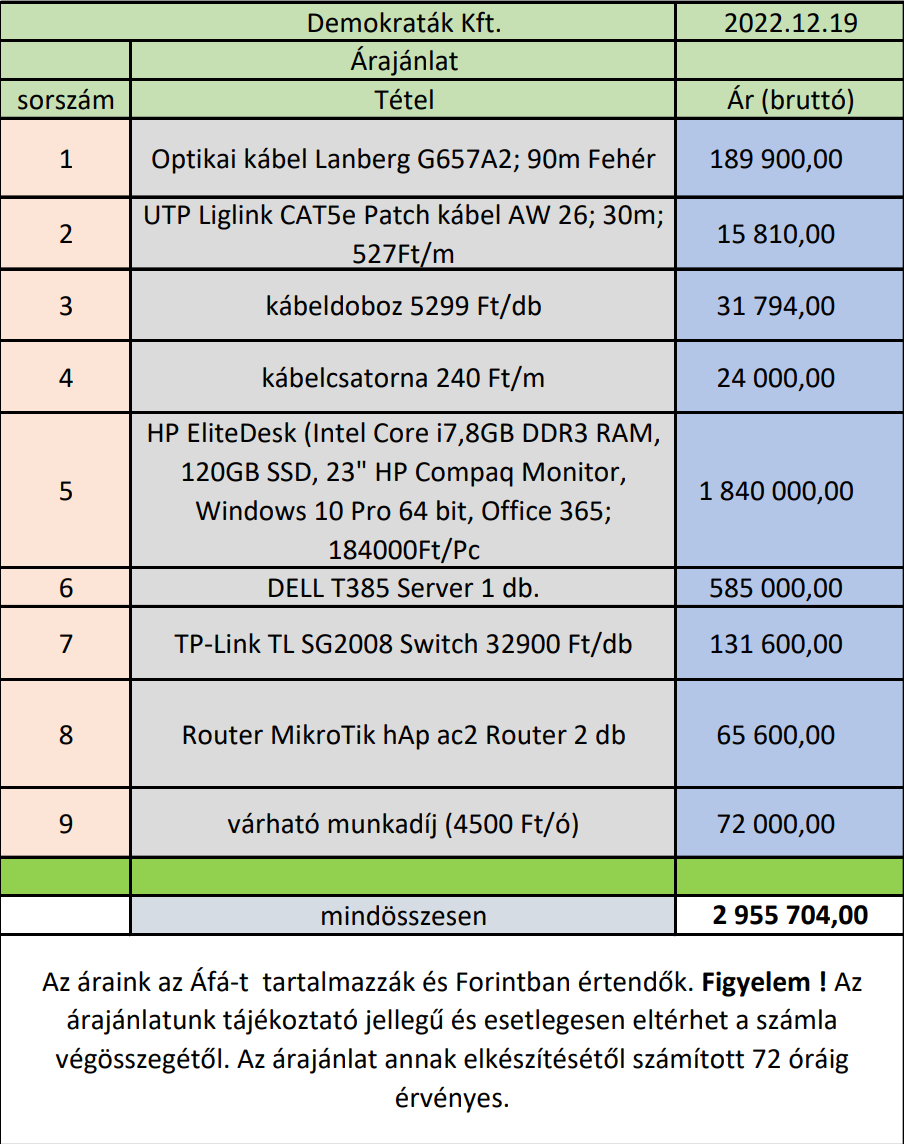 Demokraták Kft. 2022.12.19
Árajánlat
sorszám Tétel Ár (bruttó)
1 Optikai kábel Lanberg G657A2; 90m Fehér 189 900,00
2 UTP Liglink CAT5e Patch kábel AW 26; 30m; 527Ft/m 15 810,00
3 kábeldoboz 5299 Ft/db 31 794,00
4 kábelcsatorna 240 Ft/m 24 000,00
5 HP EliteDesk (Intel Core i7,8GB DDR3 RAM, 120GB SSD, 23" HP Compaq Monitor, Windows 10 Pro 64 bit, Office 365; 184000Ft/Pc 1 840 000,00
6 DELL T385 Server 1 db. 585 000,00
7 TP-Link TL SG2008 Switch 32900 Ft/db 131 600,00
8 Router MikroTik hAp ac2 Router 2 db 65 600,00
9 várható munkadíj (4500 Ft/ó) 72 000,00
mindösszesen 2 955 704,00
Az áraink az Áfá-t tartalmazzák és Forintban értendők. Figyelem ! Az
árajánlatunk tájékoztató jellegű és esetlegesen eltérhet a számla
végösszegétől. Az árajánlat annak elkészítésétől számított 72 óráig
érvényes.